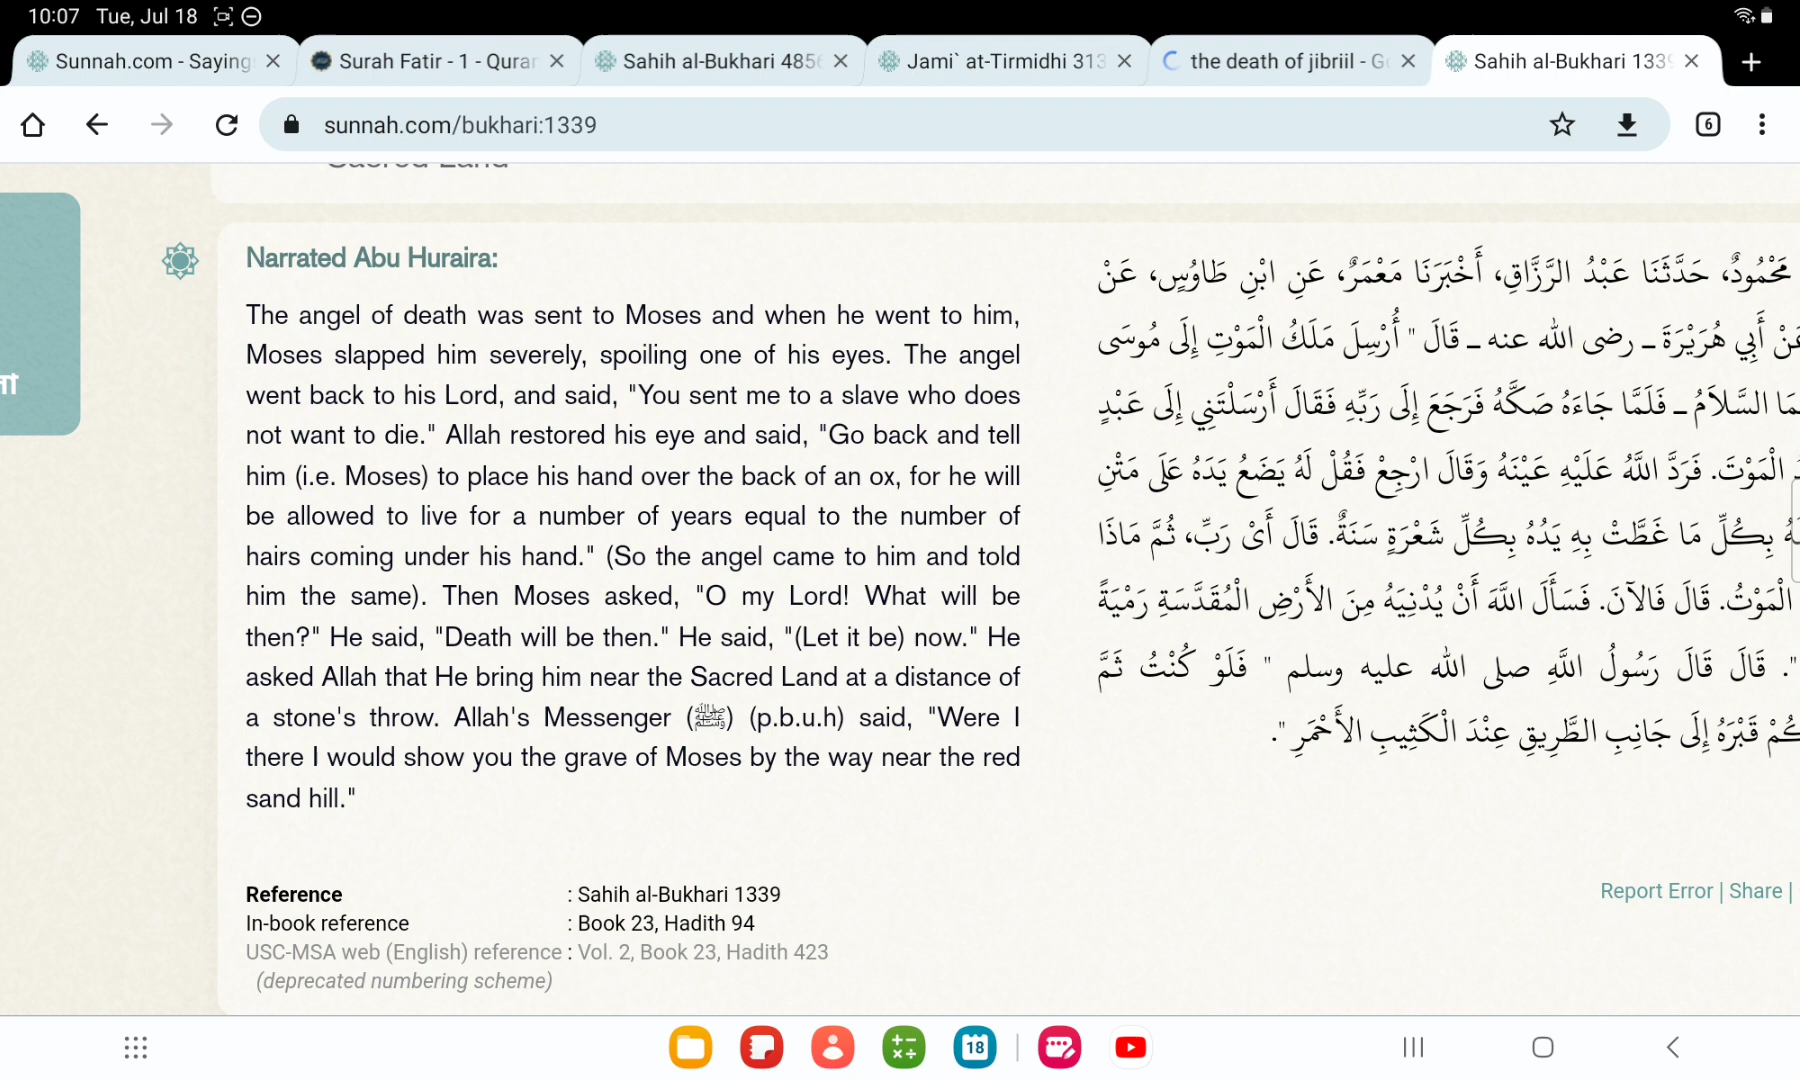 10:07 Tue, Jul 18
Sunnah.com - Saying
Surah Fatir - 1 - Quran
Sahih al-Bukhari 4856
Jami` at-Tirmidhi 313
the death of jibriil - Go
Sahih al-Bukhari 1339
sunnah.com/bukhari:1339
6
Sacred Land
Narrated Abu Huraira:
The angel of death was sent to Moses and when he went to him,
Moses slapped him severely, spoiling one of his eyes. The angel
went back to his Lord, and said, "You sent me to a slave who does
not want to die." Allah restored his eye and said, "Go back and tell
him (i.e. Moses) to place his hand over the back of an ox, for he will
be allowed to live for a number of years equal to the number of
hairs coming under his hand." (So the angel came to him and told
him the same). Then Moses asked, "O my Lord! What will be
then?" He said, "Death will be then." He said, "(Let it be) now." He
asked Allah that He bring him near the Sacred Land at a distance of
a stone's throw. Allah's Messenger (ﷺ) (p.b.u.h) said, "Were I
there I would show you the grave of Moses by the way near the red
sand hill."
مَحْمُودٌ، حَدَّثَنَا عَبْدُ الرَّزَّاقِ، أَخْبَرَنَا مَعْمَرٌ، عَنِ ابْنِ طَاوُسٍ، عَنْ
عَنْ أَبِي هُرَيْرَةَ ـ رضى الله عنه ـ قَالَ " أُرْسِلَ مَلَكُ الْمَوْتِ إِلَى مُوسَى
السَّلاَمُ ـ فَلَمَّا جَاءَهُ صَكَّهُ فَرَجَعَ إِلَى رَبِّهِ فَقَالَ أَرْسَلْتَنِي إِلَى عَبْدٍ
الْمَوْتَ. فَرَدَّ اللَّهُ عَلَيْهِ عَيْنَهُ وَقَالَ ارْجِعْ فَقُلْ لَهُ يَضَعُ يَدَهُ عَلَى مَتْنِ
بِكُلِّ مَا غَطَّتْ بِهِ يَدُهُ بِكُلِّ شَعْرَةٍ سَنَةٌ. قَالَ أَىْ رَبِّ، ثُمَّ مَاذَا
الْمَوْتُ. قَالَ فَالآنَ. فَسَأَلَ اللَّهَ أَنْ يُدْنِيَهُ مِنَ الأَرْضِ الْمُقَدَّسَةِ رَمْيَةً
". قَالَ قَالَ رَسُولُ اللَّهِ صلى الله عليه وسلم " فَلَوْ كُنْتُ ثَمَّ
قَبْرَهُ إِلَى جَانِبِ الطَّرِيقِ عِنْدَ الْكَثِيبِ الأَحْمَرِ ".
Reference : Sahih al-Bukhari 1339
In-book reference : Book 23, Hadith 94
USC-MSA web (English) reference : Vol. 2, Book 23, Hadith 423
(deprecated numbering scheme)
Report Error | Share |
18